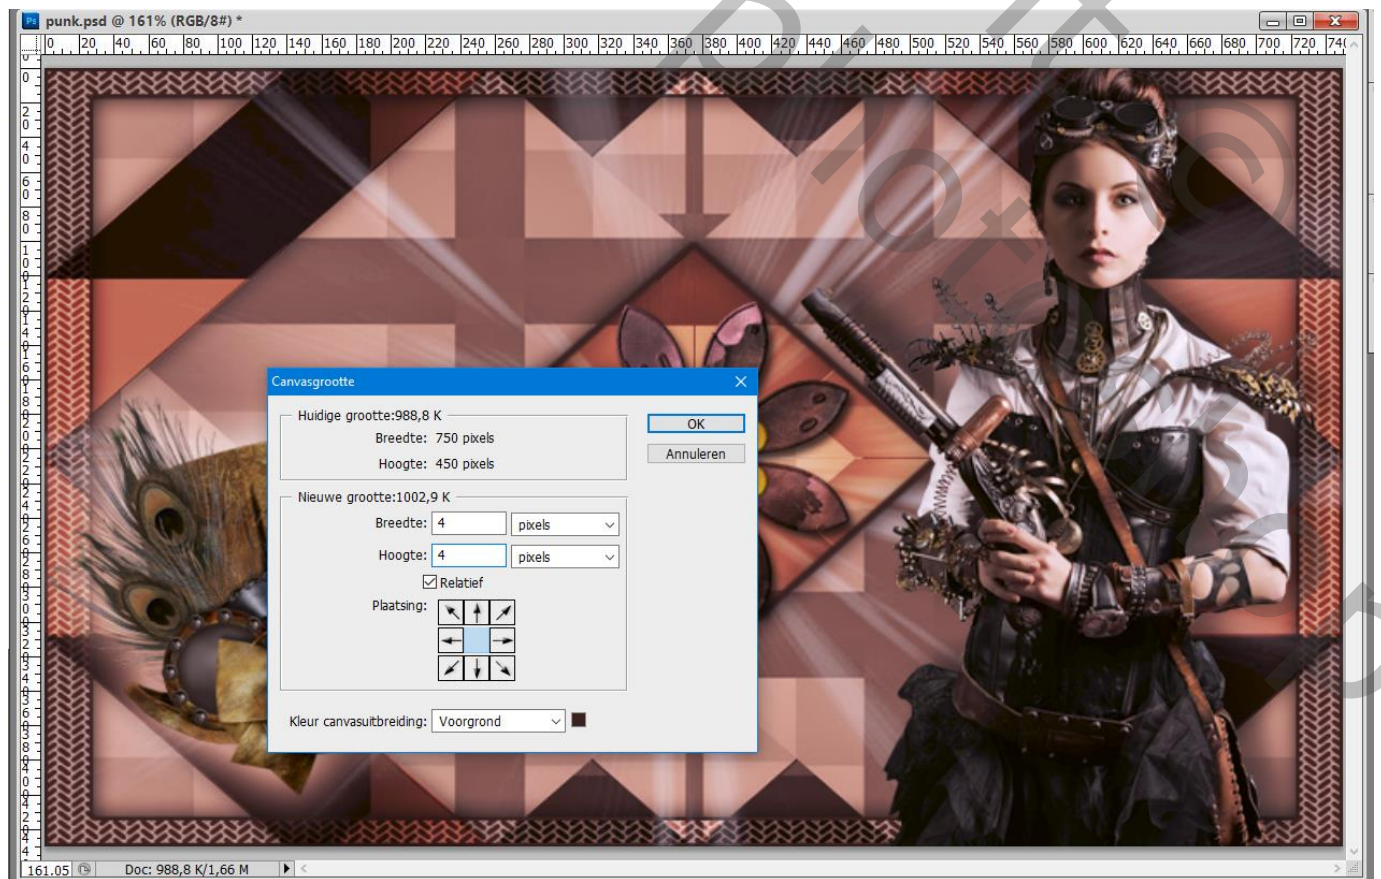 Ps punk.psd @ 161% (RGB/8#) *
0 20 40 60 80 100 120 140 160 180 200 220 240 260 280 300 320 340 360 380 400 420 440 460 480 500 520 540 560 580 600 620 640 660 680 700 720 740
Canvasgrootte
Huidige grootte:988,8 K
Breedte: 750 pixels
Hoogte: 450 pixels
OK
Annuleren
Nieuwe grootte:1002,9 K
Breedte: 4 pixels
Hoogte: 4 pixels
Relatief
Plaatsing:
Kleur canvasuitbreiding: Voorgrond
161.05 Doc: 988,8 K/1,66 M